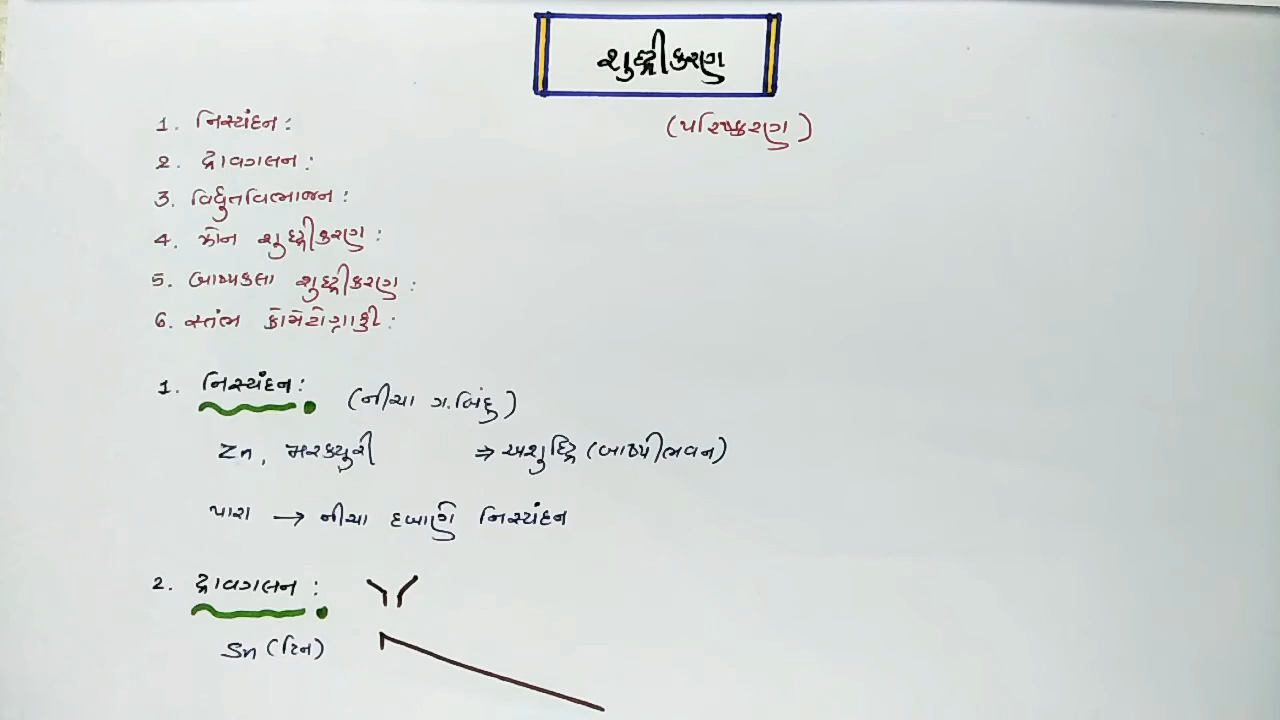 શુદ્ધીકરણ
(પરિષ્કરણ)
1. નિસ્યંદન :
2. દ્રાવગલન :
3. વિદ્યુતવિભાજન :
4. ઝોન શુદ્ધીકરણ :
5. બાષ્પકલા શુદ્ધીકરણ :
6. સ્તંભ ક્રોમેટોગ્રાફી :
1. નિસ્યંદન : (નીચા ગ.બિંદુ)
Zn, મરક્યુરી ⇒ અશુદ્ધિ (બાષ્પીભવન)
પારા → નીચા દબાણે નિસ્યંદન
2. દ્રાવગલન :
Sn (ટિન)